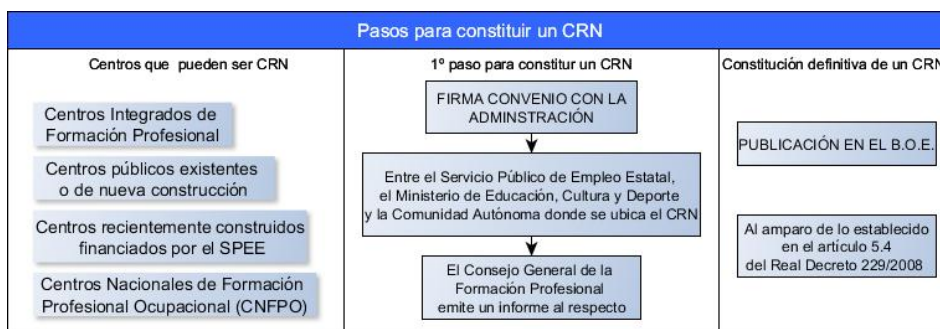 Pasos para constituir un CRN
Centros que pueden ser CRN
Centros Integrados de
Formación Profesional
Centros públicos existentes
o de nueva construcción
Centros recientemente construidos
financiados por el SPEE
Centros Nacionales de Formación
Profesional Ocupacional (CNFPO)
1º paso para constitur un CRN
FIRMA CONVENIO CON LA
ADMINSTRACIÓN
Entre el Servicio Público de Empleo Estatal,
el Ministerio de Educación, Cultura y Deporte
y la Comunidad Autónoma donde se ubica el CRN
El Consejo General de la
Formación Profesional
emite un informe al respecto
Constitución definitiva de un CRN
PUBLICACIÓN EN EL B.O.E.
Al amparo de lo establecido
en el artículo 5.4
del Real Decreto 229/2008